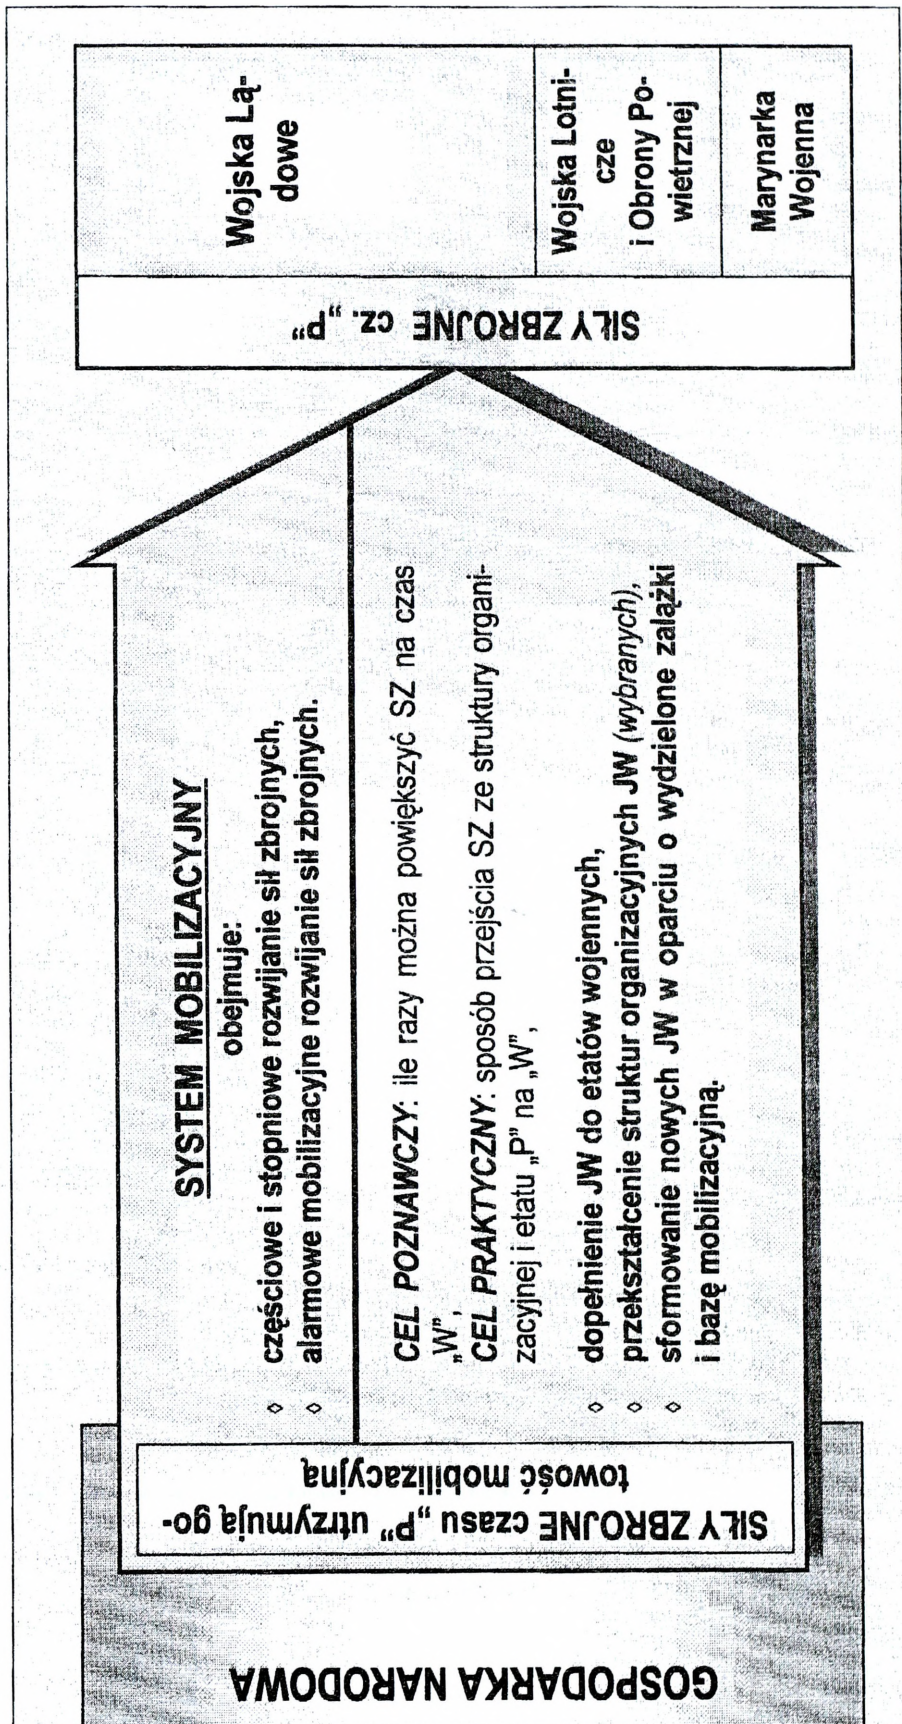 GOSPODARKA NARODOWA
SIŁY ZBROJNE czasu „P” utrzymują go-
towość mobilizacyjną
SYSTEM MOBILIZACYJNY
obejmuje:
◊ częściowe i stopniowe rozwijanie sił zbrojnych,
◊ alarmowe mobilizacyjne rozwijanie sił zbrojnych.
CEL POZNAWCZY: ile razy można powiększyć SZ na czas
„W”,
CEL PRAKTYCZNY: sposób przejścia SZ ze struktury organi-
zacyjnej i etatu „P” na „W”,
◊ dopełnienie JW do etatów wojennych,
◊ przekształcenie struktur organizacyjnych JW (wybranych),
◊ sformowanie nowych JW w oparciu o wydzielone zalążki
i bazę mobilizacyjną.
SIŁY ZBROJNE cz. „P”
Wojska Lą-
dowe
Wojska Lotni-
cze
i Obrony Po-
wietrznej
Marynarka
Wojenna